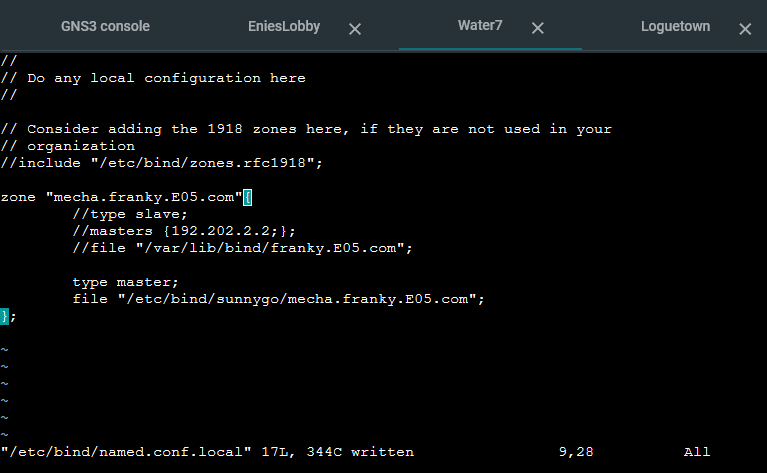 GNS3 console EniesLobby × Water7 × Loguetown ×
//
// Do any local configuration here
//
// Consider adding the 1918 zones here, if they are not used in your
// organization
//include "/etc/bind/zones.rfc1918";
zone "mecha.franky.E05.com"{
        //type slave;
        //masters {192.202.2.2;};
        //file "/var/lib/bind/franky.E05.com";
        type master;
        file "/etc/bind/sunnygo/mecha.franky.E05.com";
};
~
~
~
~
~
~
"/etc/bind/named.conf.local" 17L, 344C written 9,28 All